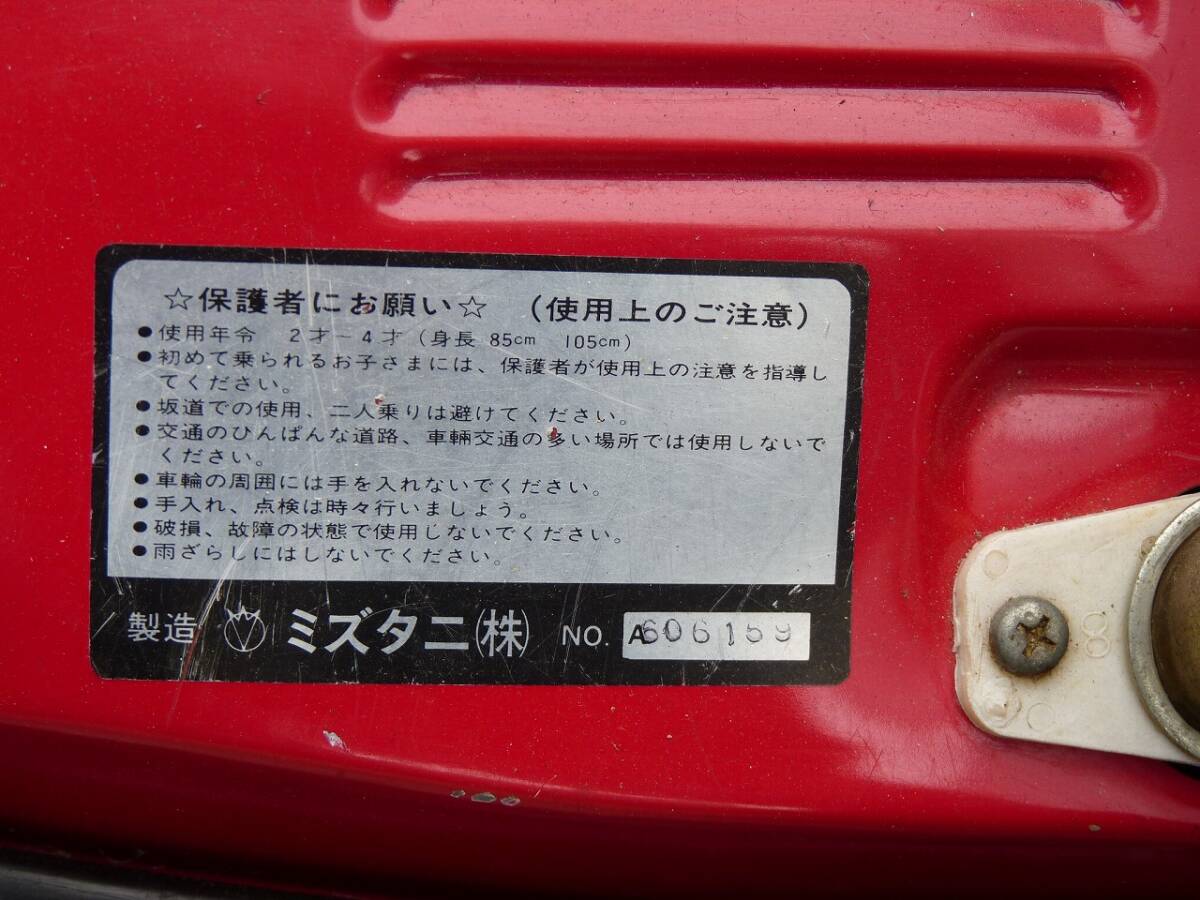 ☆保護者にお願い☆ (使用上のご注意)
●使用年令 2才−4才(身長 85cm 105cm)
●初めて乗られるお子さまには、保護者が使用上の注意を指導し
てください。
●坂道での使用、二人乗りは避けてください。
●交通のひんぱんな道路、車輛交通の多い場所では使用しないで
ください。
●車輪の周囲には手を入れないでください。
●手入れ、点検は時々行いましょう。
●破損、故障の状態で使用しないでください。
●雨ざらしにはしないでください。
製造 ミズタニ(株) NO. A606159
8